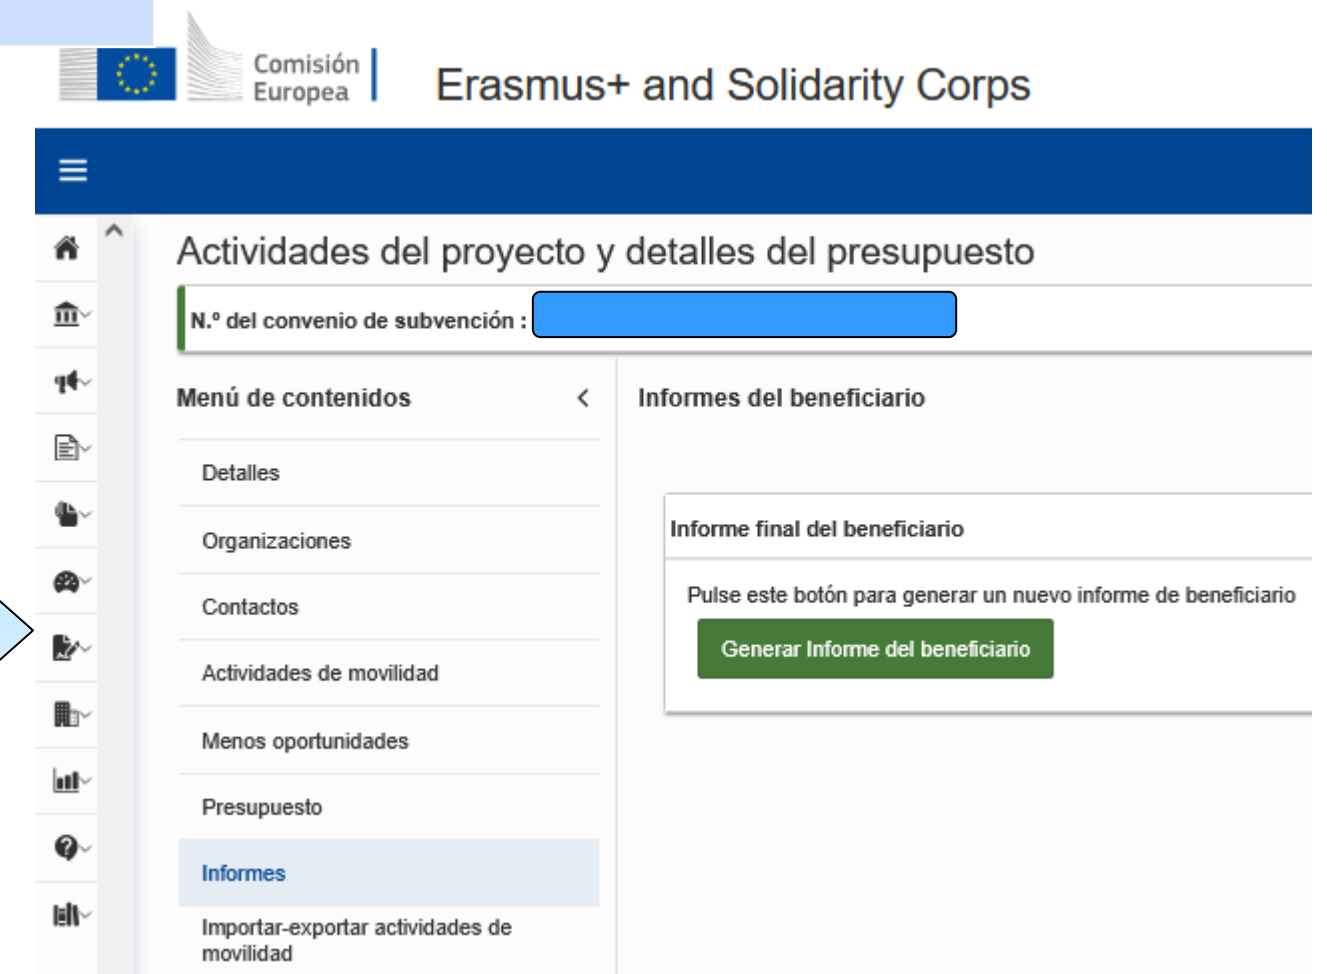 Comisión
Europea
Erasmus+ and Solidarity Corps
Actividades del proyecto y detalles del presupuesto
N.º del convenio de subvención :
Menú de contenidos
Informes del beneficiario
Detalles
Organizaciones
Contactos
Actividades de movilidad
Menos oportunidades
Presupuesto
Informes
Importar-exportar actividades de
movilidad
Informe final del beneficiario
Pulse este botón para generar un nuevo informe de beneficiario
Generar Informe del beneficiario